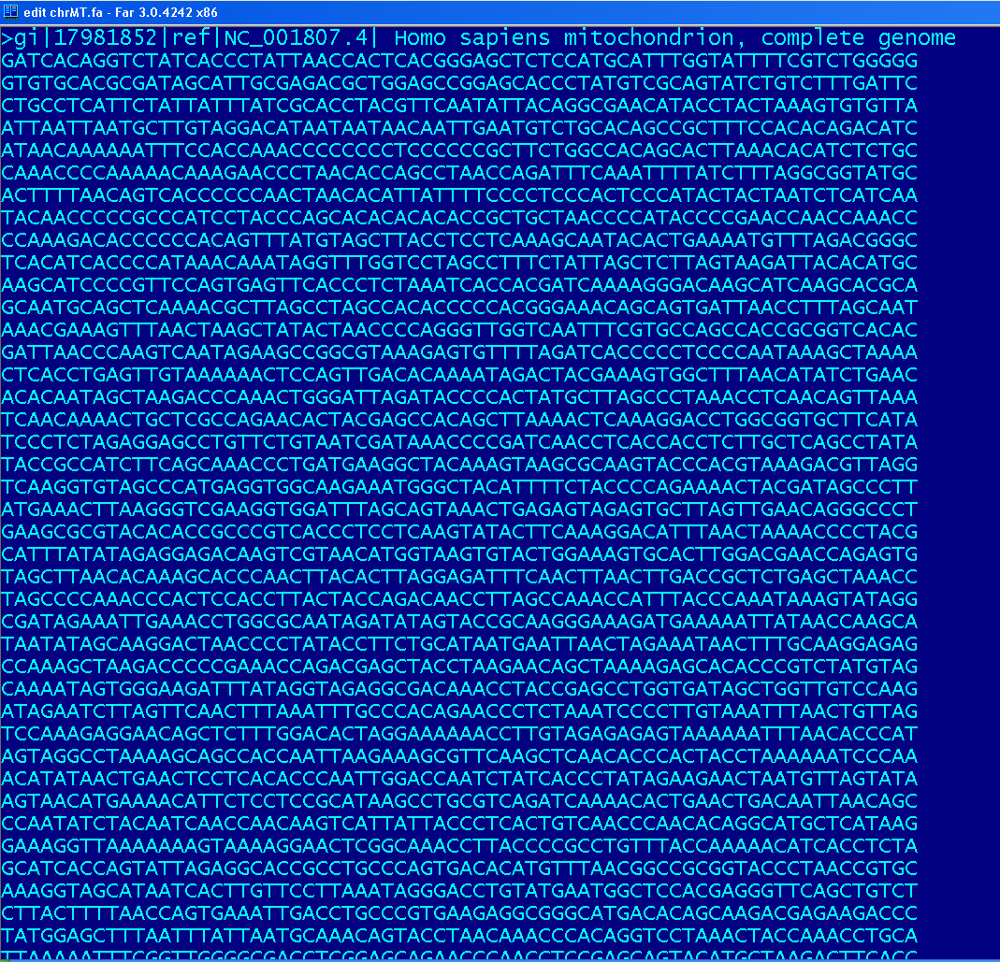 edit chrMT.fa - Far 3.0.4242 x86
>gi|17981852|ref|NC_001807.4| Homo sapiens mitochondrion, complete genome
GATCACAGGTCTATCACCCTATTAACCACTCACGGGAGCTCTCCATGCATTTGGTATTTTCGTCTGGGGG
GTGTGCACGCGATAGCATTGCGAGACGCTGGAGCCGGAGCACCCTATGTCGCAGTATCTGTCTTTGATTC
CTGCCTCATTCTATTATTTATCGCACCTACGTTCAATATTACAGGCGAACATACCTACTAAAGTGTGTTA
ATTAATTAATGCTTGTAGGACATAATAATAACAATTGAATGTCTGCACAGCCGCTTTCCACACAGACATC
ATAACAAAAAATTTCCACCAAACCCCCCCCTCCCCCCGCTTCTGGCCACAGCACTTAAACACATCTCTGC
CAAACCCCAAAAACAAAGAACCCTAACACCAGCCTAACCAGATTTCAAATTTTATCTTTAGGCGGTATGC
ACTTTTAACAGTCACCCCCCAACTAACACATTATTTTCCCCTCCCACTCCCATACTACTAATCTCATCAA
TACAACCCCCGCCCATCCTACCCAGCACACACACACCGCTGCTAACCCCATACCCCGAACCAACCAAACC
CCAAAGACACCCCCCACAGTTTATGTAGCTTACCTCCTCAAAGCAATACACTGAAAATGTTTAGACGGGC
TCACATCACCCCATAAACAAATAGGTTTGGTCCTAGCCTTTCTATTAGCTCTTAGTAAGATTACACATGC
AAGCATCCCCGTTCCAGTGAGTTCACCCTCTAAATCACCACGATCAAAAGGGACAAGCATCAAGCACGCA
GCAATGCAGCTCAAAACGCTTAGCCTAGCCACACCCCCACGGGAAACAGCAGTGATTAACCTTTAGCAAT
AAACGAAAGTTTAACTAAGCTATACTAACCCCAGGGTTGGTCAATTTCGTGCCAGCCACCGCGGTCACAC
GATTAACCCAAGTCAATAGAAGCCGGCGTAAAGAGTGTTTTAGATCACCCCCTCCCCAATAAAGCTAAAA
CTCACCTGAGTTGTAAAAAACTCCAGTTGACACAAAATAGACTACGAAAGTGGCTTTAACATATCTGAAC
ACACAATAGCTAAGACCCAAACTGGGATTAGATACCCCACTATGCTTAGCCCTAAACCTCAACAGTTAAA
TCAACAAAACTGCTCGCCAGAACACTACGAGCCACAGCTTAAAACTCAAAGGACCTGGCGGTGCTTCATA
TCCCTCTAGAGGAGCCTGTTCTGTAATCGATAAACCCCGATCAACCTCACCACCTCTTGCTCAGCCTATA
TACCGCCATCTTCAGCAAACCCTGATGAAGGCTACAAAGTAAGCGCAAGTACCCACGTAAAGACGTTAGG
TCAAGGTGTAGCCCATGAGGTGGCAAGAAATGGGCTACATTTTCTACCCCAGAAAACTACGATAGCCCTT
ATGAAACTTAAGGGTCGAAGGTGGATTTAGCAGTAAACTGAGAGTAGAGTGCTTAGTTGAACAGGGCCCT
GAAGCGCGTACACACCGCCCGTCACCCTCCTCAAGTATACTTCAAAGGACATTTAACTAAAACCCCTACG
CATTTATATAGAGGAGACAAGTCGTAACATGGTAAGTGTACTGGAAAGTGCACTTGGACGAACCAGAGTG
TAGCTTAACACAAAGCACCCAACTTACACTTAGGAGATTTCAACTTAACTTGACCGCTCTGAGCTAAACC
TAGCCCCAAACCCACTCCACCTTACTACCAGACAACCTTAGCCAAACCATTTACCCAAATAAAGTATAGG
CGATAGAAATTGAAACCTGGCGCAATAGATATAGTACCGCAAGGGAAAGATGAAAAATTATAACCAAGCA
TAATATAGCAAGGACTAACCCCTATACCTTCTGCATAATGAATTAACTAGAAATAACTTTGCAAGGAGAG
CCAAAGCTAAGACCCCCGAAACCAGACGAGCTACCTAAGAACAGCTAAAAGAGCACACCCGTCTATGTAG
CAAAATAGTGGGAAGATTTATAGGTAGAGGCGACAAACCTACCGAGCCTGGTGATAGCTGGTTGTCCAAG
ATAGAATCTTAGTTCAACTTTAAATTTGCCCACAGAACCCTCTAAATCCCCTTGTAAATTTAACTGTTAG
TCCAAAGAGGAACAGCTCTTTGGACACTAGGAAAAAACCTTGTAGAGAGAGTAAAAAATTTAACACCCAT
AGTAGGCCTAAAAGCAGCCACCAATTAAGAAAGCGTTCAAGCTCAACACCCACTACCTAAAAAATCCCAA
ACATATAACTGAACTCCTCACACCCAATTGGACCAATCTATCACCCTATAGAAGAACTAATGTTAGTATA
AGTAACATGAAAACATTCTCCTCCGCATAAGCCTGCGTCAGATCAAAACACTGAACTGACAATTAACAGC
CCAATATCTACAATCAACCAACAAGTCATTATTACCCTCACTGTCAACCCAACACAGGCATGCTCATAAG
GAAAGGTTAAAAAAAGTAAAAGGAACTCGGCAAACCTTACCCCGCCTGTTTACCAAAAACATCACCTCTA
GCATCACCAGTATTAGAGGCACCGCCTGCCCAGTGACACATGTTTAACGGCCGCGGTACCCTAACCGTGC
AAAGGTAGCATAATCACTTGTTCCTTAAATAGGGACCTGTATGAATGGCTCCACGAGGGTTCAGCTGTCT
CTTACTTTTAACCAGTGAAATTGACCTGCCCGTGAAGAGGCGGGCATGACACAGCAAGACGAGAAGACCC
TATGGAGCTTTAATTTATTAATGCAAACAGTACCTAACAAACCCACAGGTCCTAAACTACCAAACCTGCA
TTAAAAATTTCGGTTGGGGCGACCTCGGAGCAGAACCCAACCTCCGAGCAGTACATGCTAAGACTTCACC